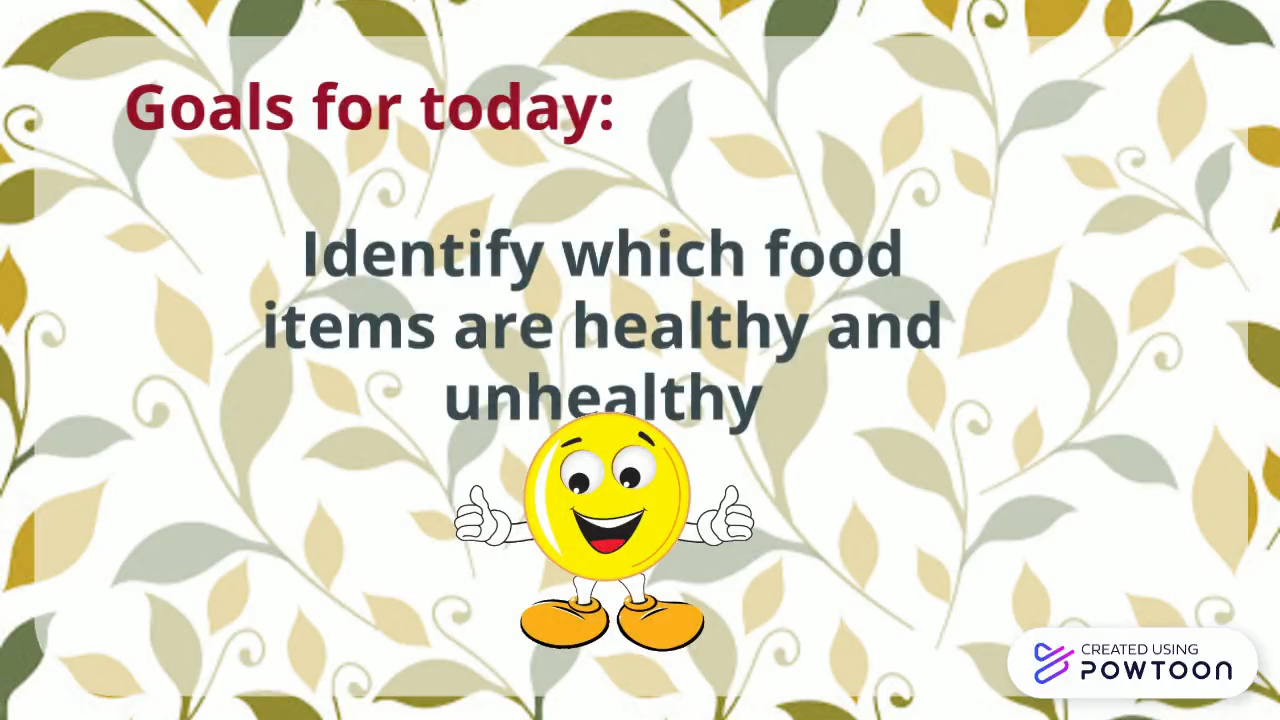 Goals for today:
Identify which food
items are healthy and
unhealthy
CREATED USING
POWTOON